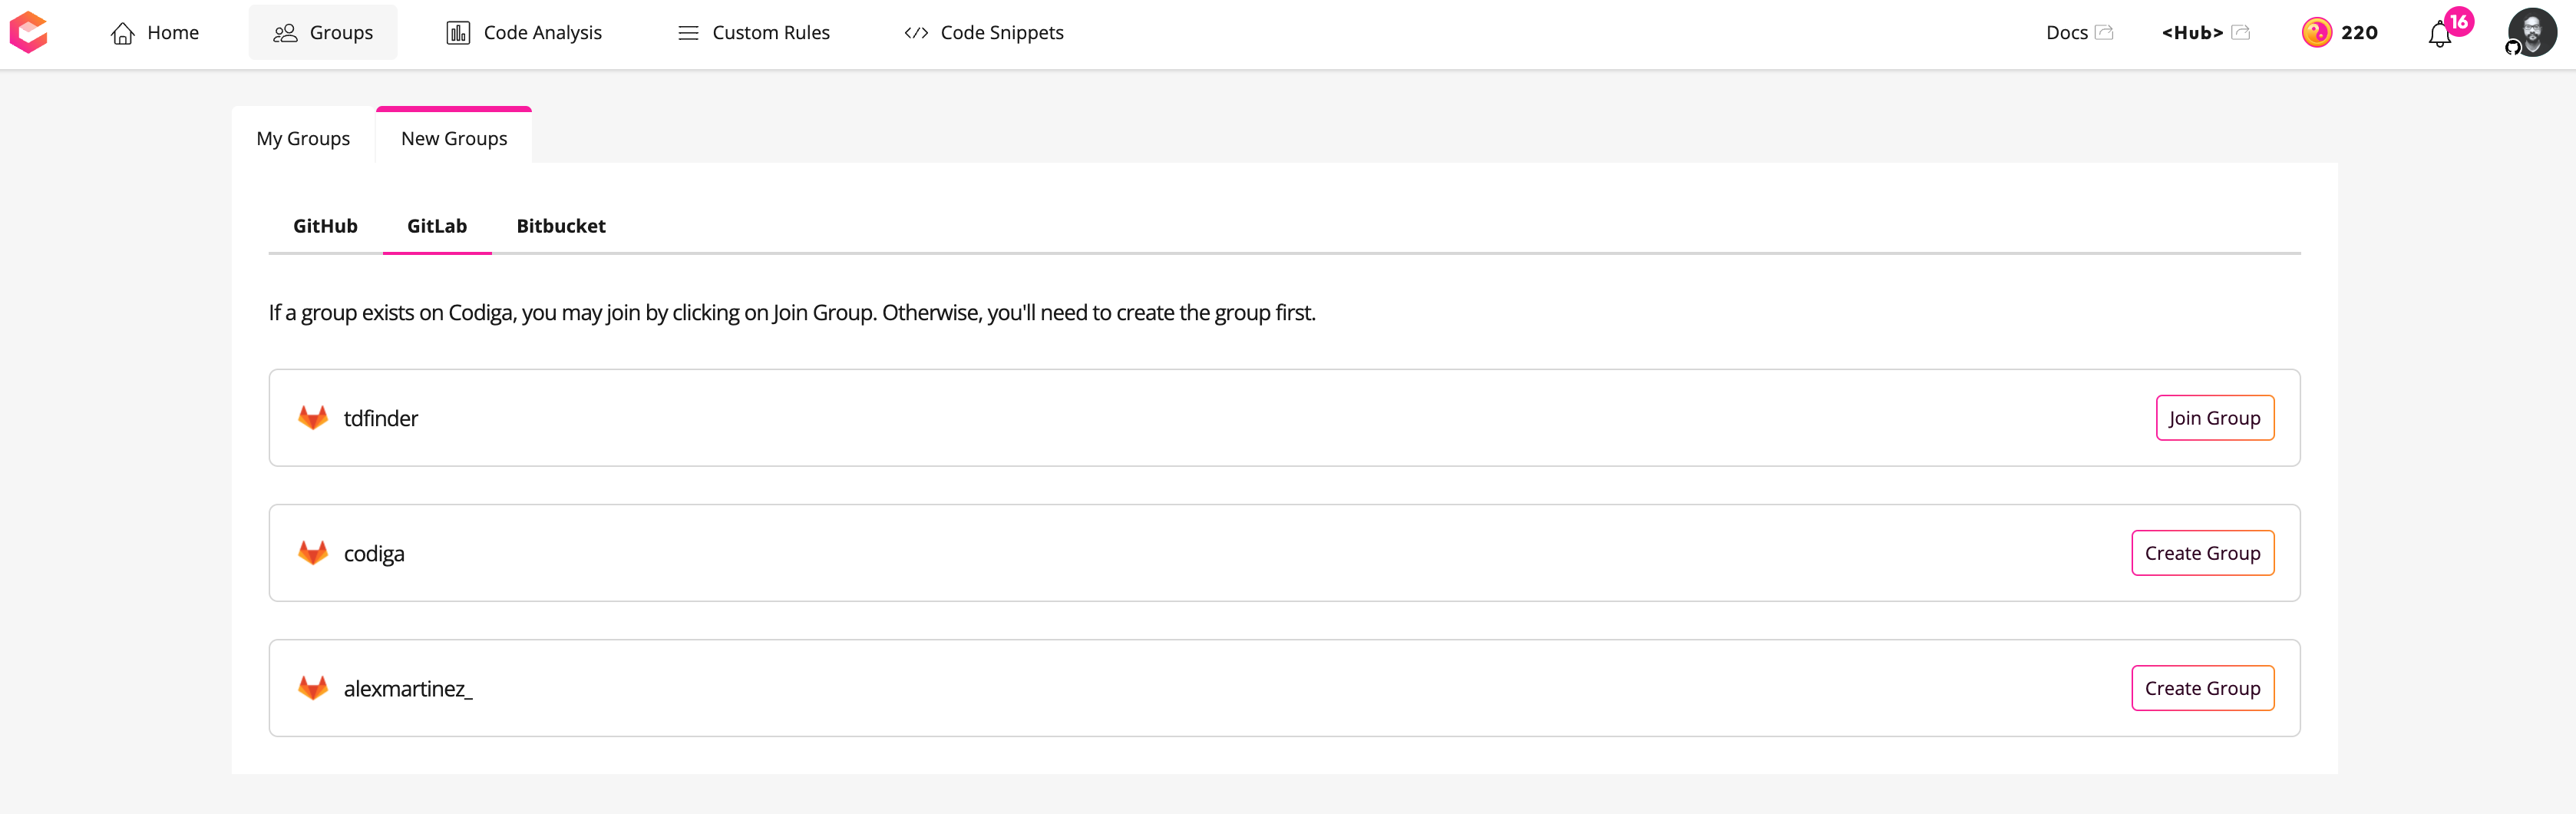 Home Groups Code Analysis Custom Rules Code Snippets Docs <Hub> 220 16
My Groups New Groups
GitHub GitLab Bitbucket
If a group exists on Codiga, you may join by clicking on Join Group. Otherwise, you'll need to create the group first.
tdfinder Join Group
codiga Create Group
alexmartinez_ Create Group